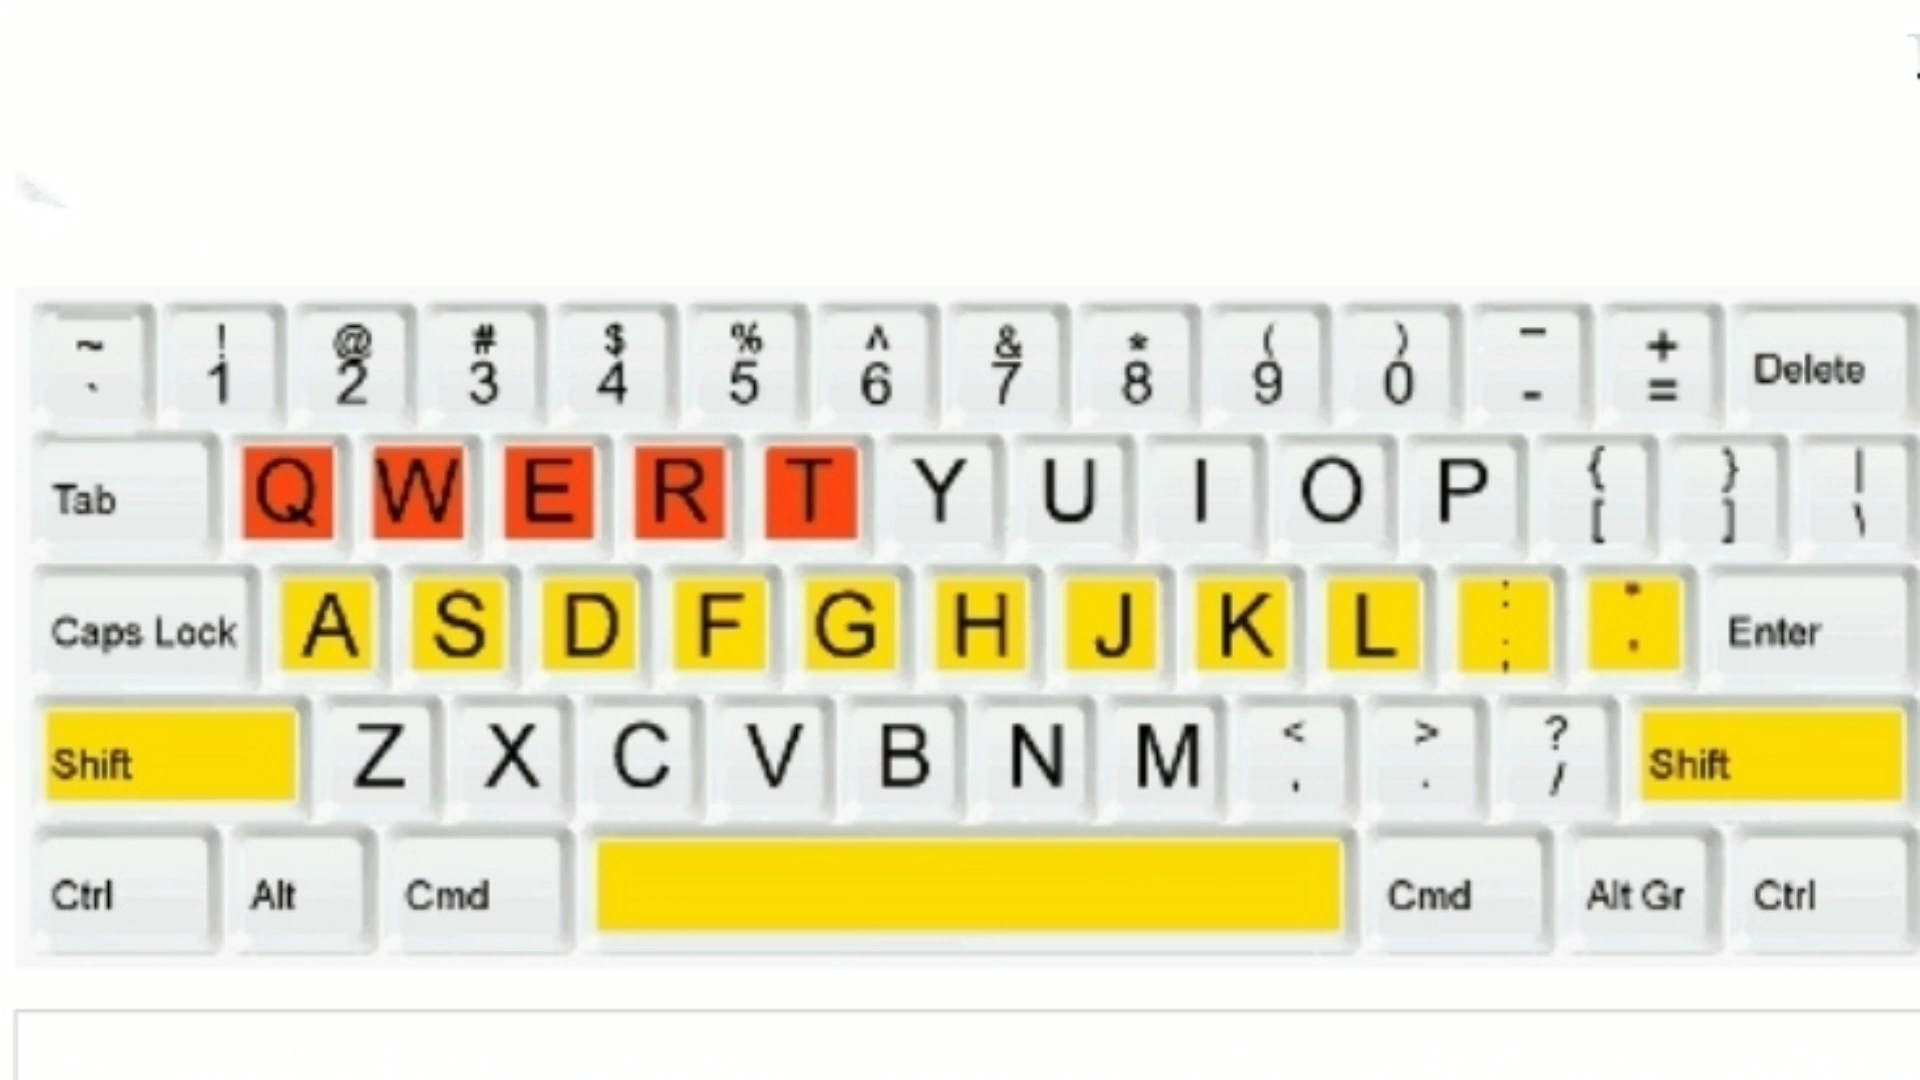 ~ ! @ # $ % ^ & * ( ) _ +
` 1 2 3 4 5 6 7 8 9 0 - = Delete
Tab Q W E R T Y U I O P { [ } ] | \
Caps Lock A S D F G H J K L : ; " ' Enter
Shift Z X C V B N M < , > . ? / Shift
Ctrl Alt Cmd Cmd Alt Gr Ctrl